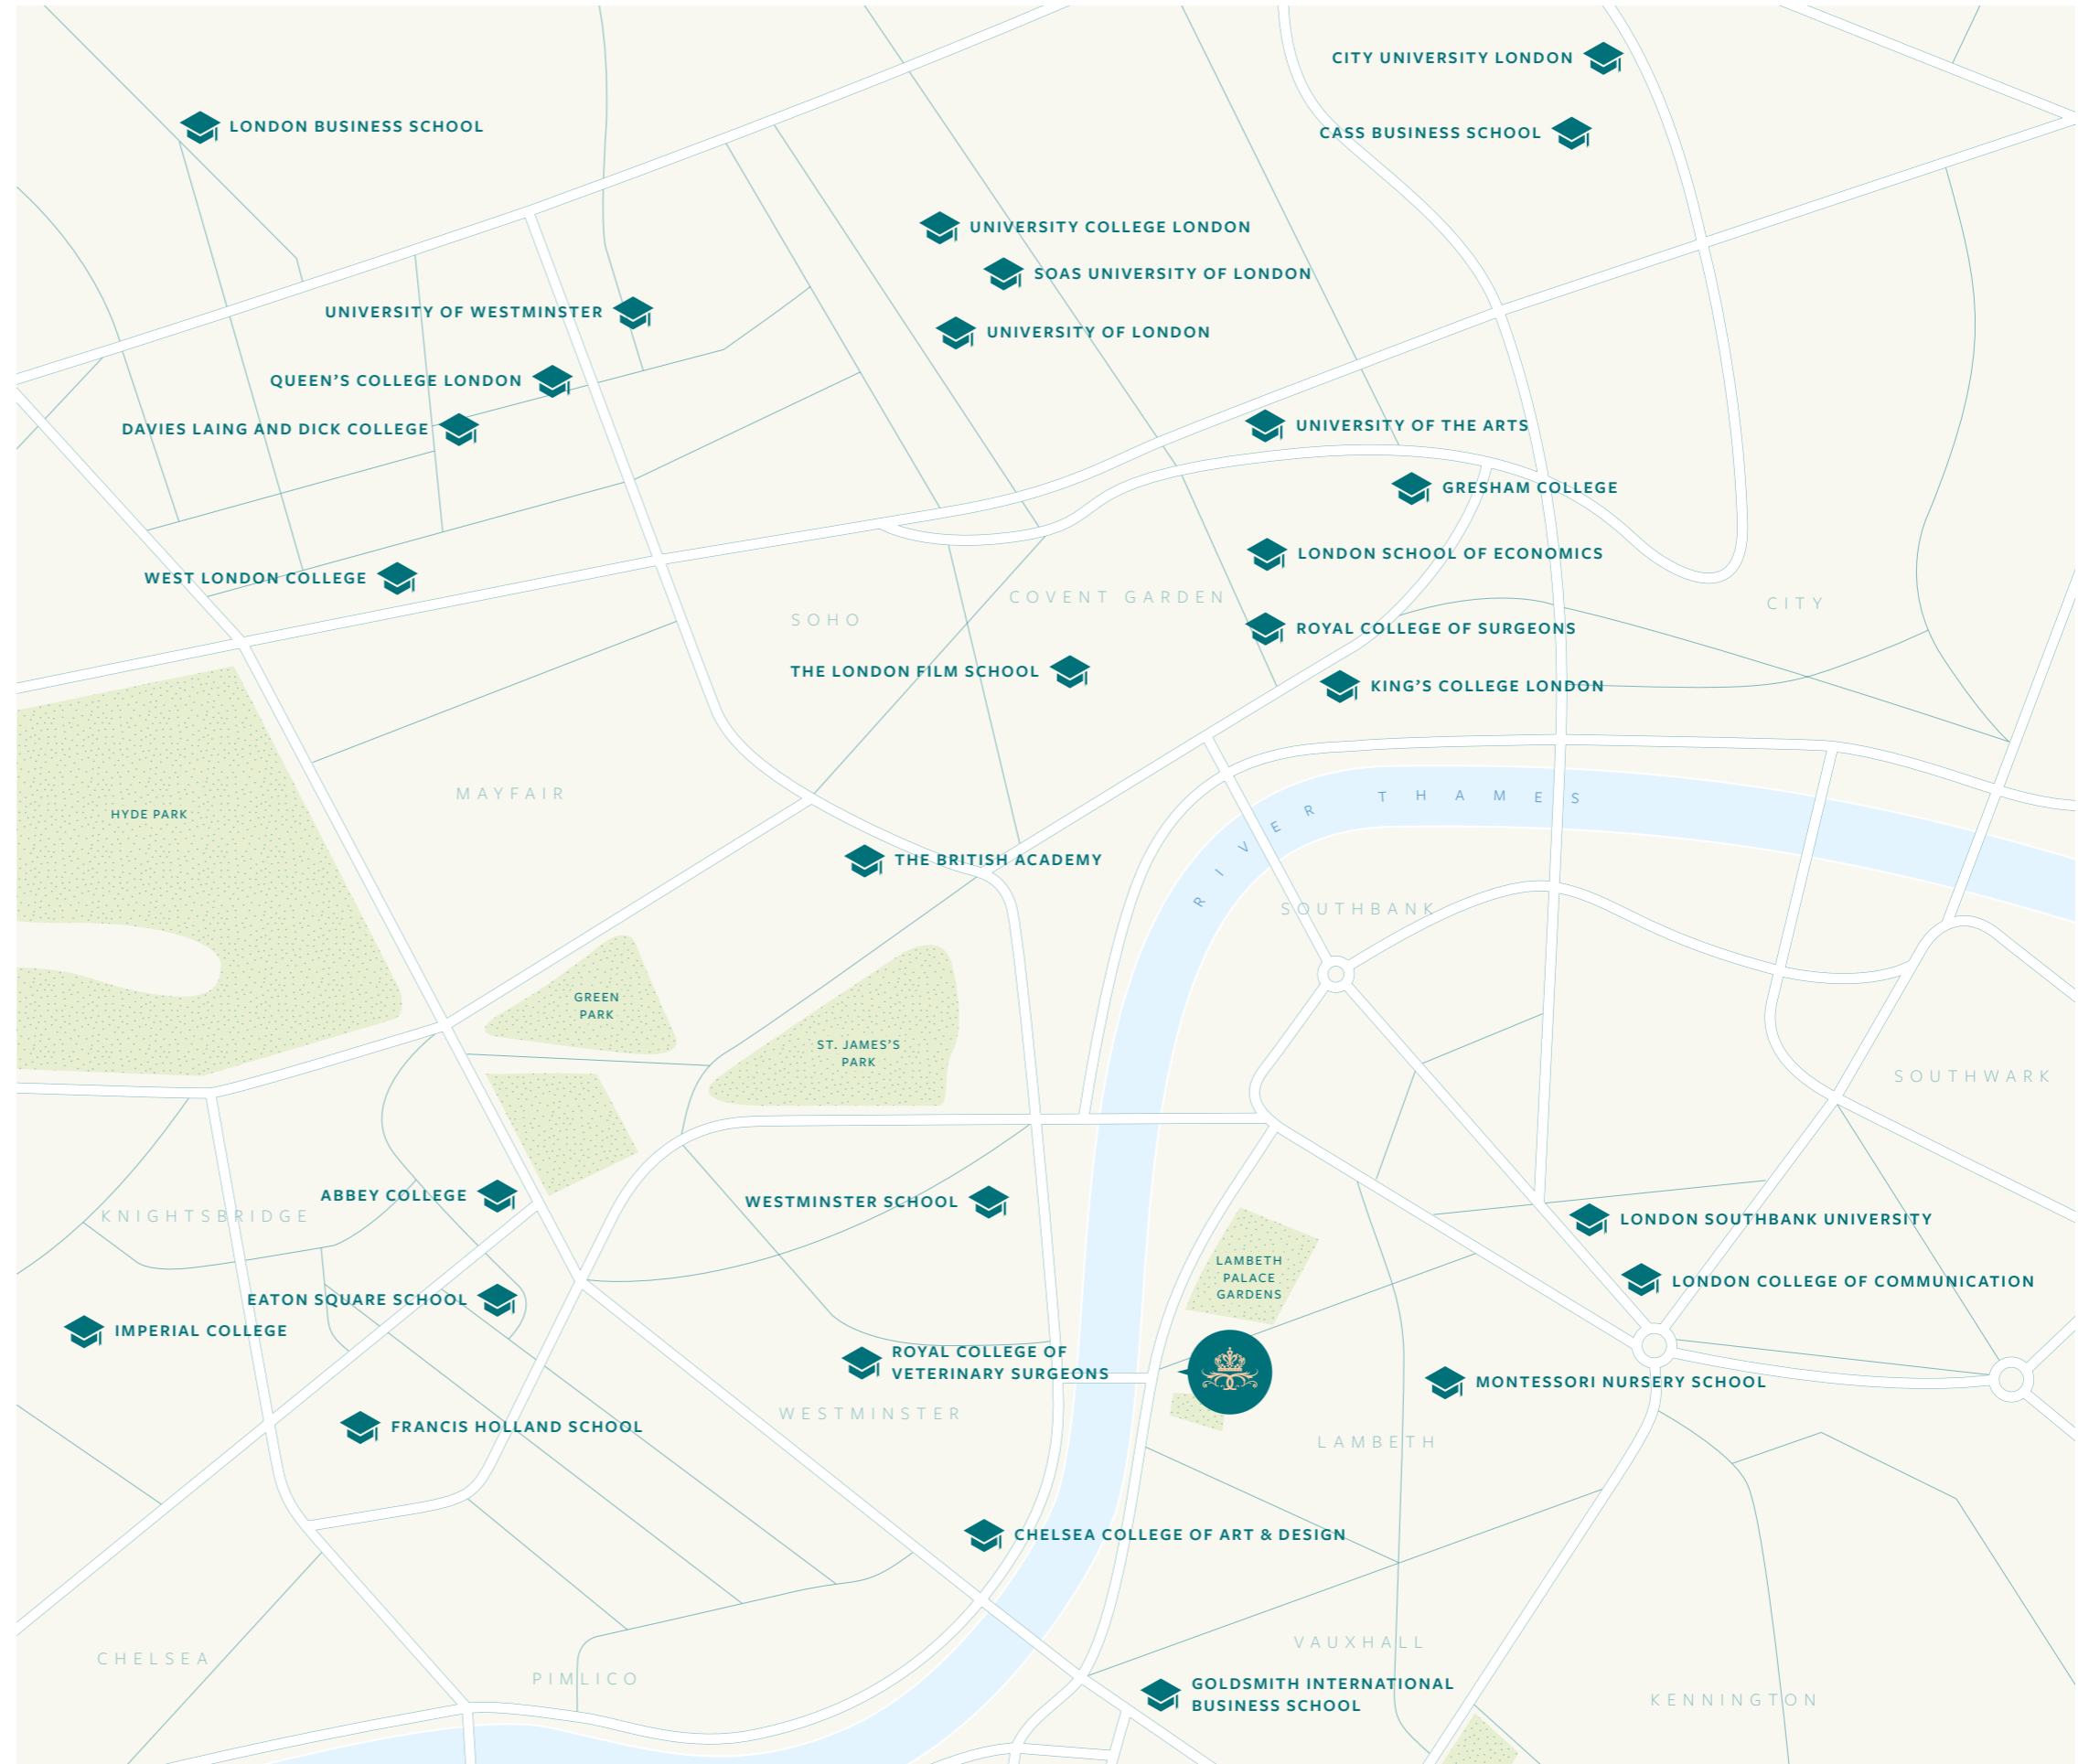 CITY UNIVERSITY LONDON
LONDON BUSINESS SCHOOL
CASS BUSINESS SCHOOL
UNIVERSITY COLLEGE LONDON
SOAS UNIVERSITY OF LONDON
UNIVERSITY OF WESTMINSTER
UNIVERSITY OF LONDON
QUEEN’S COLLEGE LONDON
DAVIES LAING AND DICK COLLEGE
UNIVERSITY OF THE ARTS
GRESHAM COLLEGE
LONDON SCHOOL OF ECONOMICS
WEST LONDON COLLEGE
COVENT GARDEN
CITY
SOHO
ROYAL COLLEGE OF SURGEONS
THE LONDON FILM SCHOOL
KING’S COLLEGE LONDON
MAYFAIR
RIVER THAMES
HYDE PARK
THE BRITISH ACADEMY
SOUTHBANK
GREEN
PARK
ST. JAMES’S
PARK
SOUTHWARK
ABBEY COLLEGE
WESTMINSTER SCHOOL
KNIGHTSBRIDGE
LONDON SOUTHBANK UNIVERSITY
LAMBETH
PALACE
GARDENS
LONDON COLLEGE OF COMMUNICATION
EATON SQUARE SCHOOL
IMPERIAL COLLEGE
ROYAL COLLEGE OF
VETERINARY SURGEONS
MONTESSORI NURSERY SCHOOL
WESTMINSTER
FRANCIS HOLLAND SCHOOL
LAMBETH
CHELSEA COLLEGE OF ART & DESIGN
VAUXHALL
CHELSEA
PIMLICO
GOLDSMITH INTERNATIONAL
BUSINESS SCHOOL
KENNINGTON